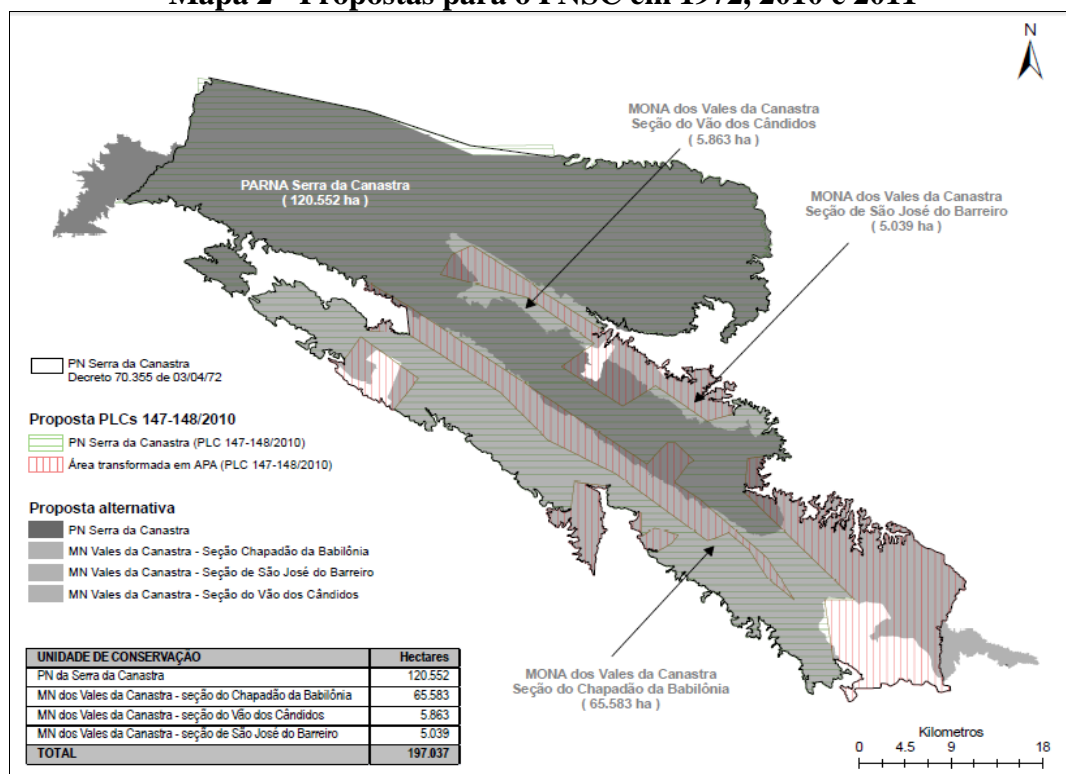 Mapa 2 - Propostas para o PNSC em 1972, 2010 e 2011
N
MONA dos Vales da Canastra
Seção do Vão dos Cândidos
( 5.863 ha )
PARNA Serra da Canastra
( 120.552 ha )
MONA dos Vales da Canastra
Seção de São José do Barreiro
( 5.039 ha )
PN Serra da Canastra
Decreto 70.355 de 03/04/72
Proposta PLCs 147-148/2010
PN Serra da Canastra (PLC 147-148/2010)
Área transformada em APA (PLC 147-148/2010)
Proposta alternativa
PN Serra da Canastra
MN Vales da Canastra - Seção Chapadão da Babilônia
MN Vales da Canastra - Seção de São José do Barreiro
MN Vales da Canastra - Seção do Vão dos Cândidos
MONA dos Vales da Canastra
Seção do Chapadão da Babilônia
( 65.583 ha )
UNIDADE DE CONSERVAÇÃO Hectares
PN da Serra da Canastra 120.552
MN dos Vales da Canastra - seção do Chapadão da Babilônia 65.583
MN dos Vales da Canastra - seção do Vão dos Cândidos 5.863
MN dos Vales da Canastra - seção de São José do Barreiro 5.039
TOTAL 197.037
Kilometros
0 4.5 9 18